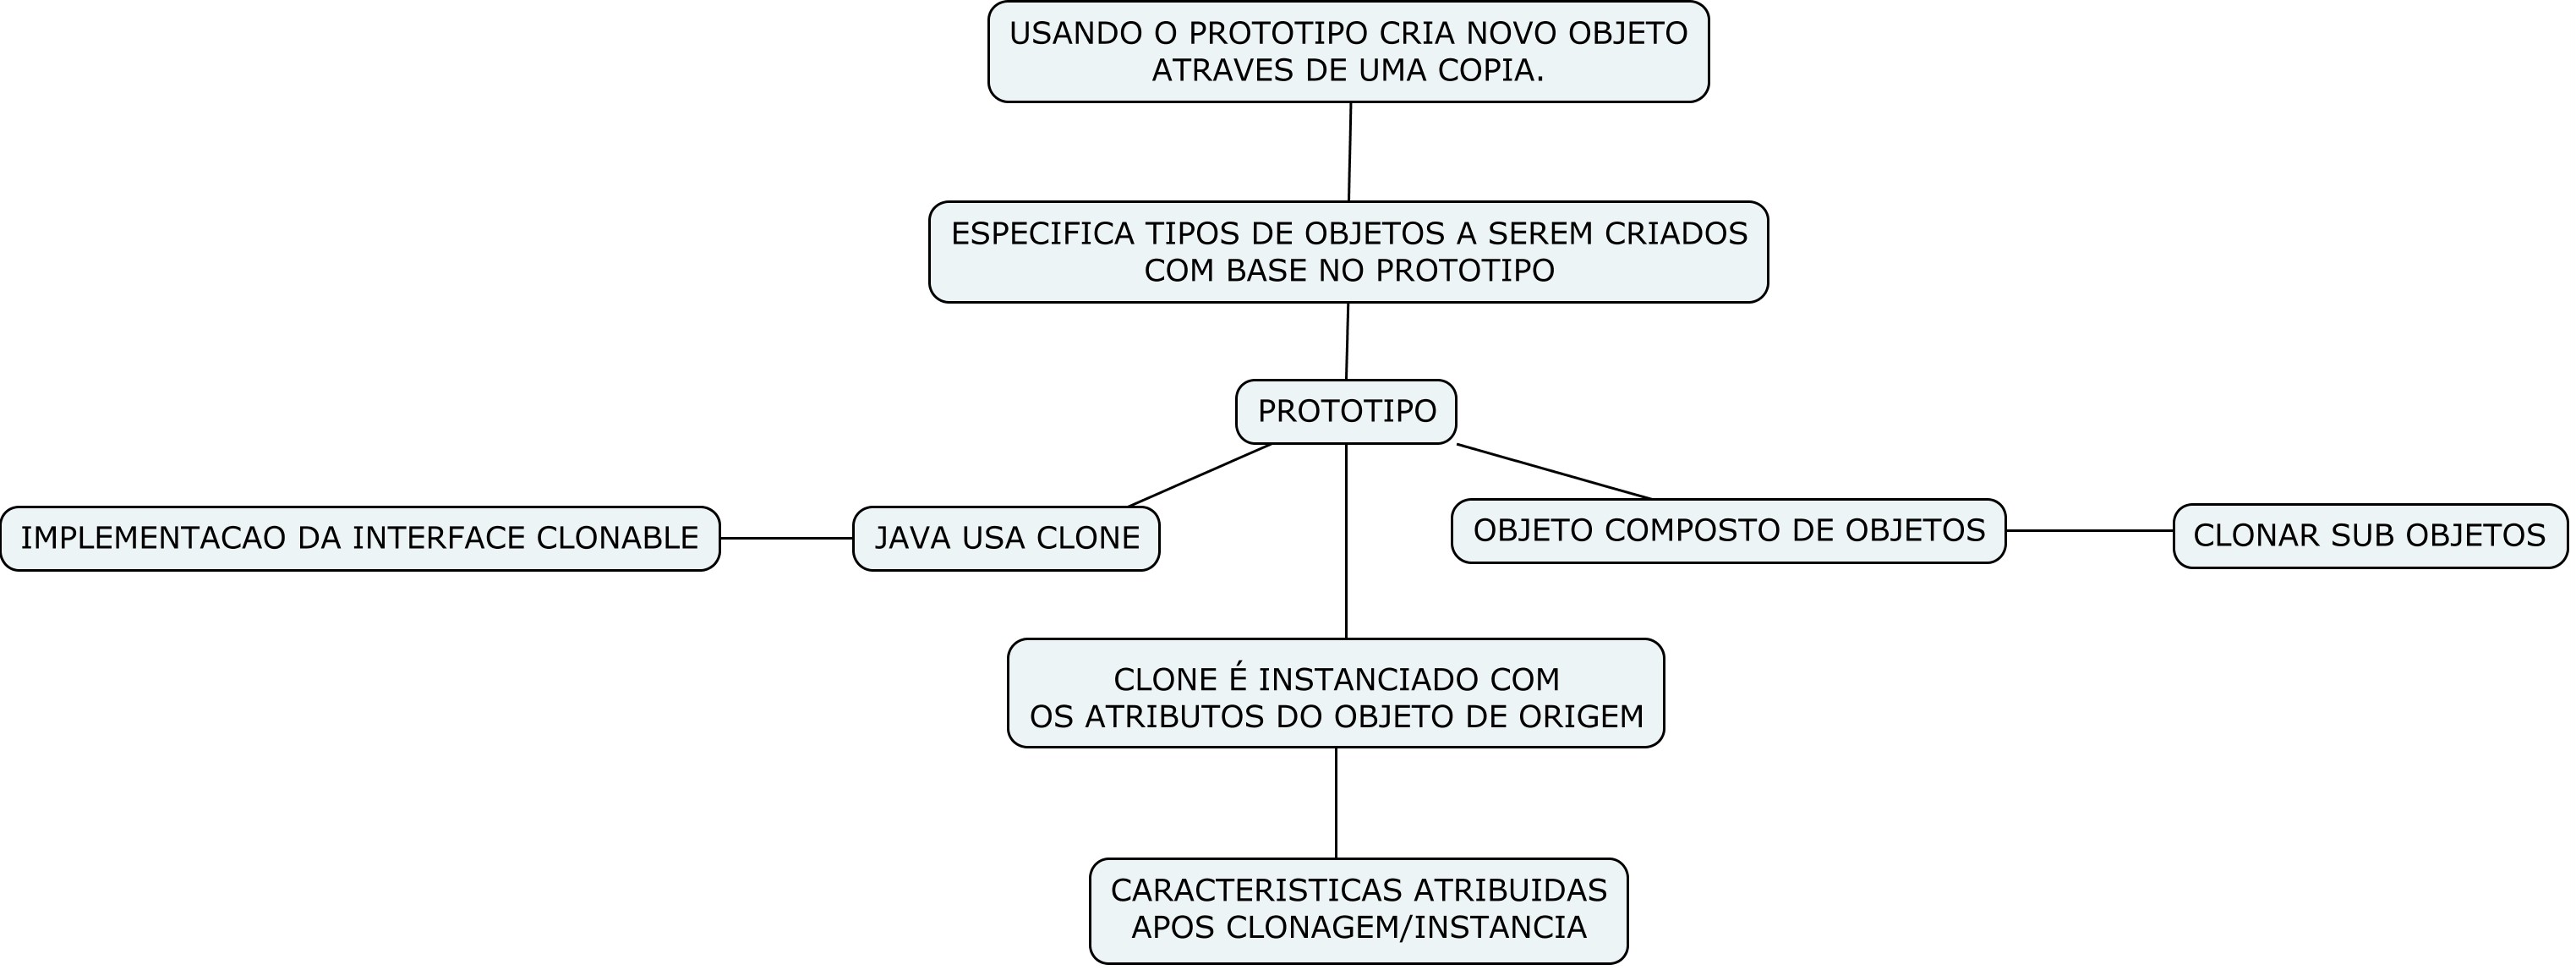 USANDO O PROTOTIPO CRIA NOVO OBJETO
ATRAVES DE UMA COPIA.
ESPECIFICA TIPOS DE OBJETOS A SEREM CRIADOS
COM BASE NO PROTOTIPO
PROTOTIPO
IMPLEMENTACAO DA INTERFACE CLONABLE
JAVA USA CLONE
OBJETO COMPOSTO DE OBJETOS
CLONAR SUB OBJETOS
CLONE É INSTANCIADO COM
OS ATRIBUTOS DO OBJETO DE ORIGEM
CARACTERISTICAS ATRIBUIDAS
APOS CLONAGEM/INSTANCIA